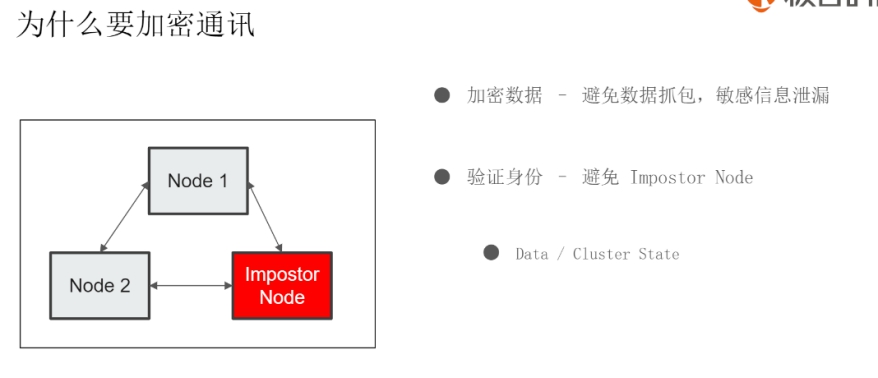 为什么要加密通讯
● 加密数据 - 避免数据抓包，敏感信息泄漏
Node 1
● 验证身份 - 避免 Impostor Node
● Data / Cluster State
Node 2
Impostor
Node